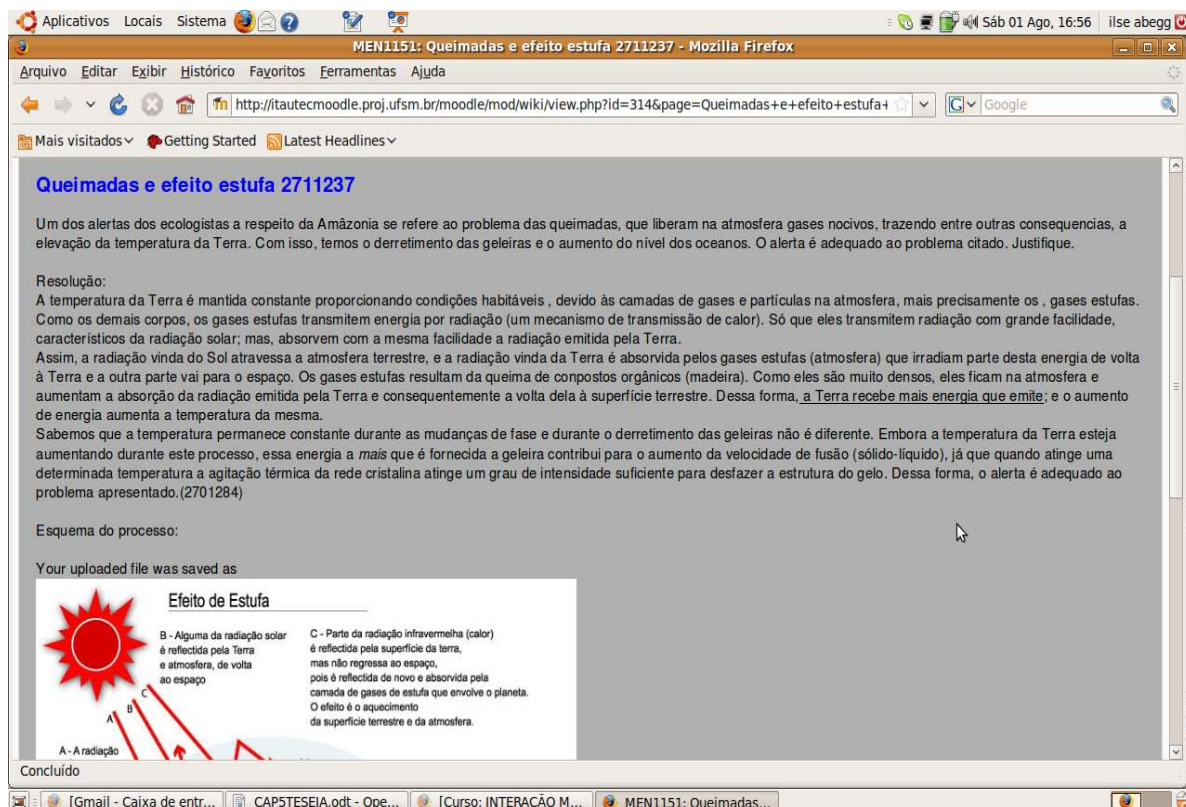 Aplicativos Locais Sistema
Sáb 01 Ago, 16:56 ilse abegg
MEN1151: Queimadas e efeito estufa 2711237 - Mozilla Firefox
Arquivo Editar Exibir Histórico Favoritos Ferramentas Ajuda
http://itautecmoodle.proj.ufsm.br/moodle/mod/wiki/view.php?id=314&page=Queimadas+e+efeito+estufa+ Google
Mais visitados Getting Started Latest Headlines
Queimadas e efeito estufa 2711237
Um dos alertas dos ecologistas a respeito da Amâzonia se refere ao problema das queimadas, que liberam na atmosfera gases nocivos, trazendo entre outras consequencias, a
elevação da temperatura da Terra. Com isso, temos o derretimento das geleiras e o aumento do nível dos oceanos. O alerta é adequado ao problema citado. Justifique.
Resolução:
A temperatura da Terra é mantida constante proporcionando condições habitáveis , devido às camadas de gases e partículas na atmosfera, mais precisamente os , gases estufas.
Como os demais corpos, os gases estufas transmitem energia por radiação (um mecanismo de transmissão de calor). Só que eles transmitem radiação com grande facilidade,
característicos da radiação solar; mas, absorvem com a mesma facilidade a radiação emitida pela Terra.
Assim, a radiação vinda do Sol atravessa a atmosfera terrestre, e a radiação vinda da Terra é absorvida pelos gases estufas (atmosfera) que irradiam parte desta energia de volta
à Terra e a outra parte vai para o espaço. Os gases estufas resultam da queima de conpostos orgânicos (madeira). Como eles são muito densos, eles ficam na atmosfera e
aumentam a absorção da radiação emitida pela Terra e consequentemente a volta dela à superfície terrestre. Dessa forma, a Terra recebe mais energia que emite; e o aumento
de energia aumenta a temperatura da mesma.
Sabemos que a temperatura permanece constante durante as mudanças de fase e durante o derretimento das geleiras não é diferente. Embora a temperatura da Terra esteja
aumentando durante este processo, essa energia a mais que é fornecida a geleira contribui para o aumento da velocidade de fusão (sólido-líquido), já que quando atinge uma
determinada temperatura a agitação térmica da rede cristalina atinge um grau de intensidade suficiente para desfazer a estrutura do gelo. Dessa forma, o alerta é adequado ao
problema apresentado.(2701284)
Esquema do processo:
Your uploaded file was saved as
Efeito de Estufa
B - Alguma da radiação solar
é reflectida pela Terra
e atmosfera, de volta
ao espaço
C - Parte da radiação infravermelha (calor)
é reflectida pela superfície da terra,
mas não regressa ao espaço,
pois é reflectida de novo e absorvida pela
camada de gases de estufa que envolve o planeta.
O efeito é o aquecimento
da superfície terrestre e da atmosfera.
C
B
A
A - A radiação
Concluído
[Gmail - Caixa de entr... CAP5TESEIA.odt - Ope... [Curso: INTERAÇÃO M... MEN1151: Queimadas...